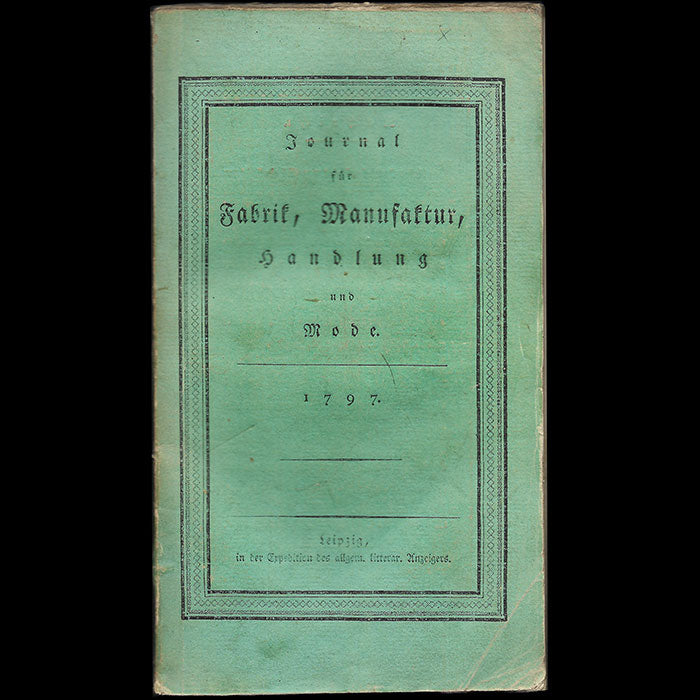 Journal
für
Fabrik, Manufaktur,
Handlung
und
Mode.
1797.
Leipzig,
in der Expedition des allgem. litterar. Anzeigers.